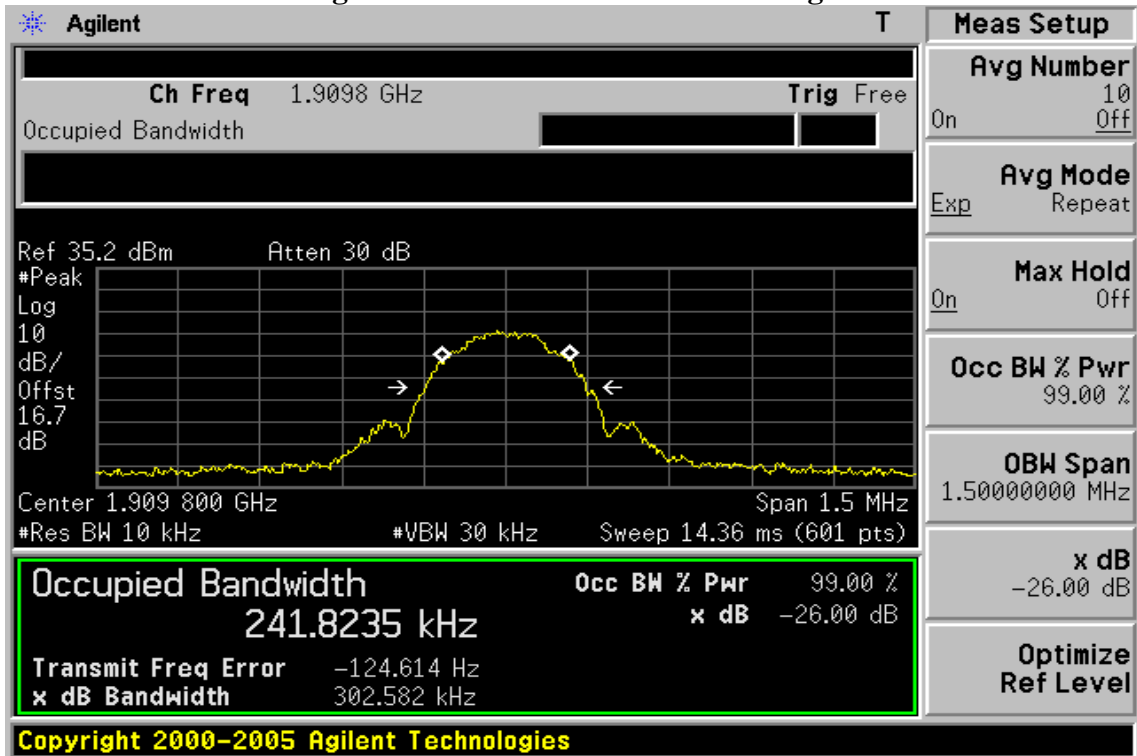 Agilent T
Ch Freq 1.9098 GHz Trig Free
Occupied Bandwidth
Ref 35.2 dBm Atten 30 dB
#Peak
Log
10
dB/
Offst
16.7
dB
Center 1.909 800 GHz Span 1.5 MHz
#Res BW 10 kHz #VBW 30 kHz Sweep 14.36 ms (601 pts)
Occupied Bandwidth Occ BW % Pwr 99.00 %
241.8235 kHz x dB -26.00 dB
Transmit Freq Error -124.614 Hz
x dB Bandwidth 302.582 kHz
Copyright 2000-2005 Agilent Technologies
Meas Setup
Avg Number
10
On Off
Avg Mode
Exp Repeat
Max Hold
On Off
Occ BW % Pwr
99.00 %
OBW Span
1.50000000 MHz
x dB
-26.00 dB
Optimize
Ref Level